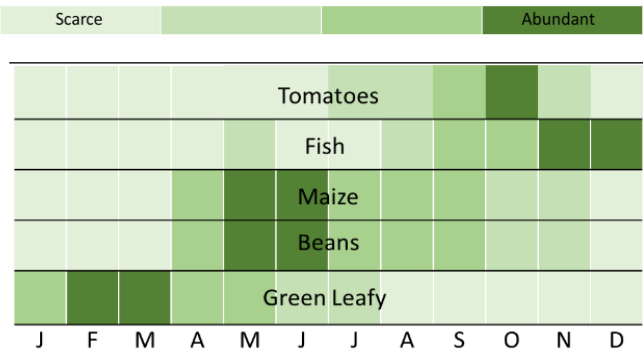 Scarce Abundant
Tomatoes
Fish
Maize
Beans
Green Leafy
J F M A M J J A S O N D